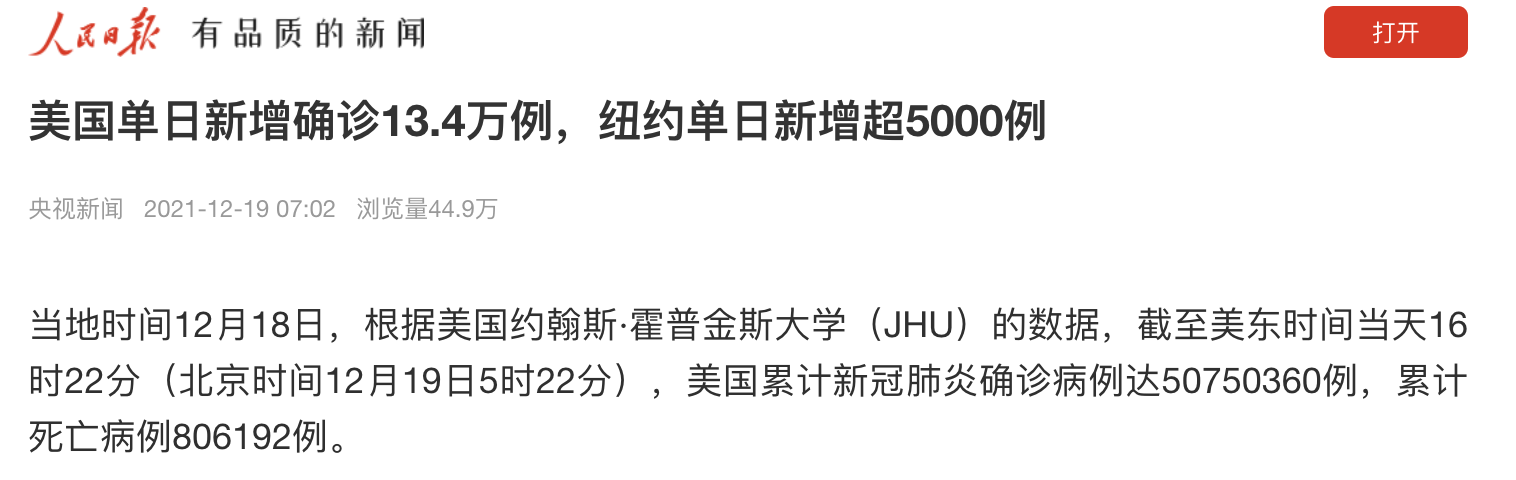 人民日报 有品质的新闻 打开
美国单日新增确诊13.4万例，纽约单日新增超5000例
央视新闻 2021-12-19 07:02 浏览量44.9万
当地时间12月18日，根据美国约翰斯·霍普金斯大学（JHU）的数据，截至美东时间当天16
时22分（北京时间12月19日5时22分），美国累计新冠肺炎确诊病例达50750360例，累计
死亡病例806192例。